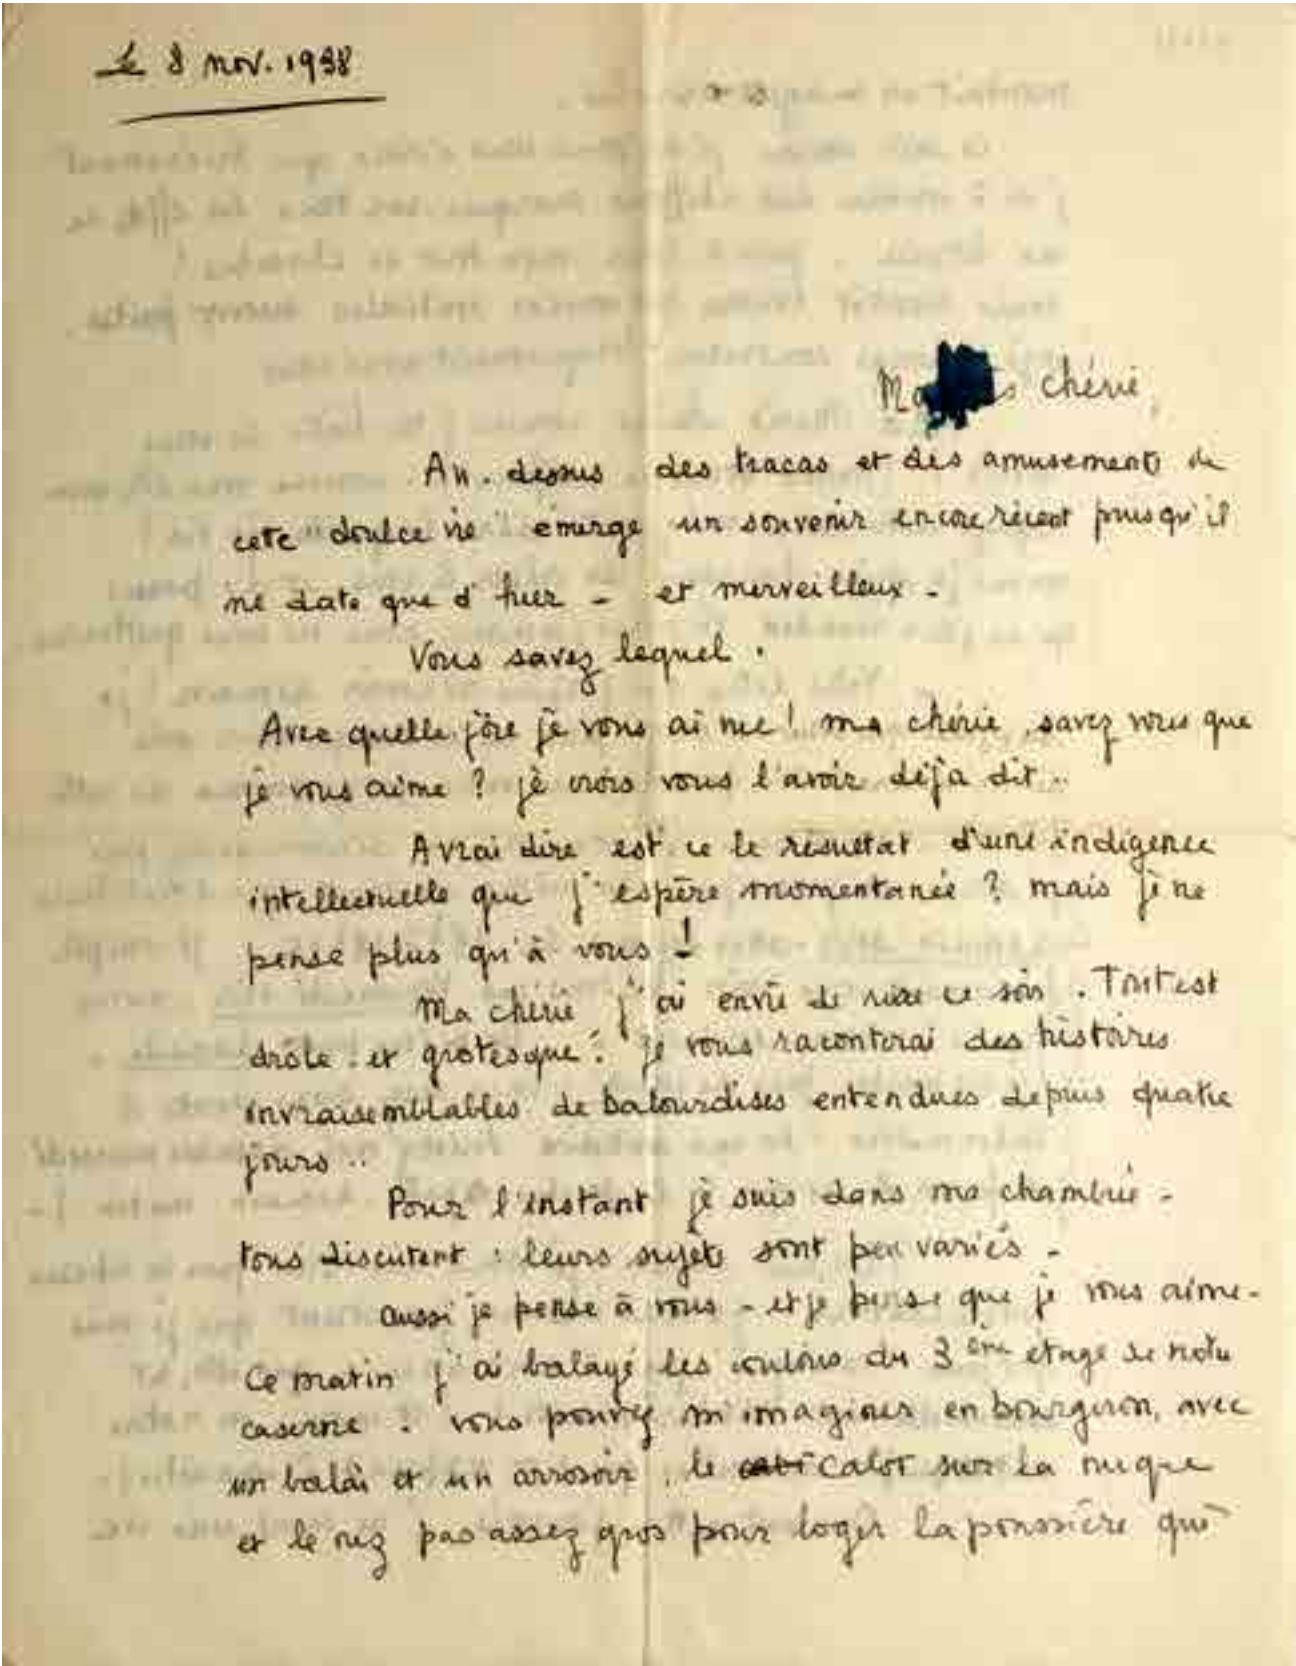 Le 8 nov. 1938
chérie,
Au-dessus des tracas et des amusements de
cete doulce vie émerge un souvenir encore récent puisqu'il
ne date que d'hier - et merveilleux -
Vous savez lequel.
Avec quelle joie je vous ai vue! ma chérie, savez vous que
je vous aime? je crois vous l'avoir déjà dit..
A vrai dire est ce le résultat d'une indigence
intellectuelle que j'espère momentanée? mais je ne
pense plus qu'à vous!
Ma chérie j'ai envie de rire ce soir. Tout est
drôle et grotesque. je vous raconterai des histoires
invraisemblables de balourdises entendues depuis quatre
jours..
Pour l'instant je suis dans ma chambrée -
tous discutent: leurs sujets sont peu variés -
aussi je pense à vous - et je pense que je vous aime -
Ce matin j'ai balayé les couloirs du 3ème étage de notre
caserne: vous pouvez m'imaginer en bourgeron, avec
un balai et un arrosoir, le calot sur la nuque
et le nez pas assez gros pour loger la poussière que